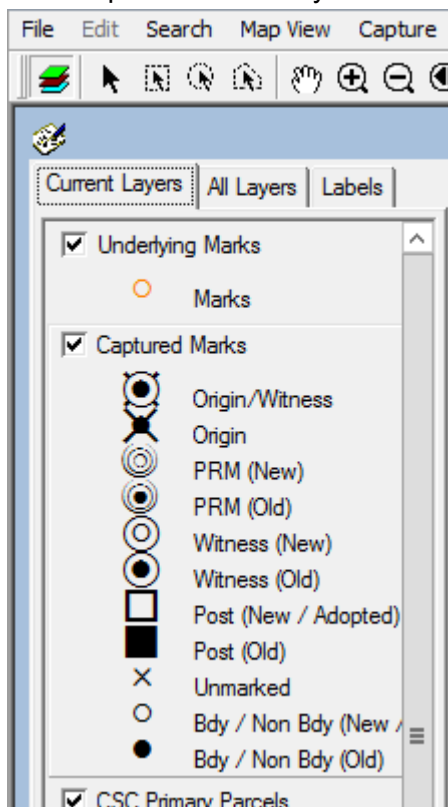 File Edit Search Map View Capture
Current Layers All Layers Labels
Underlying Marks
Marks
Captured Marks
Origin/Witness
Origin
PRM (New)
PRM (Old)
Witness (New)
Witness (Old)
Post (New / Adopted)
Post (Old)
Unmarked
Bdy / Non Bdy (New /
Bdy / Non Bdy (Old)
CSC Primary Parcels